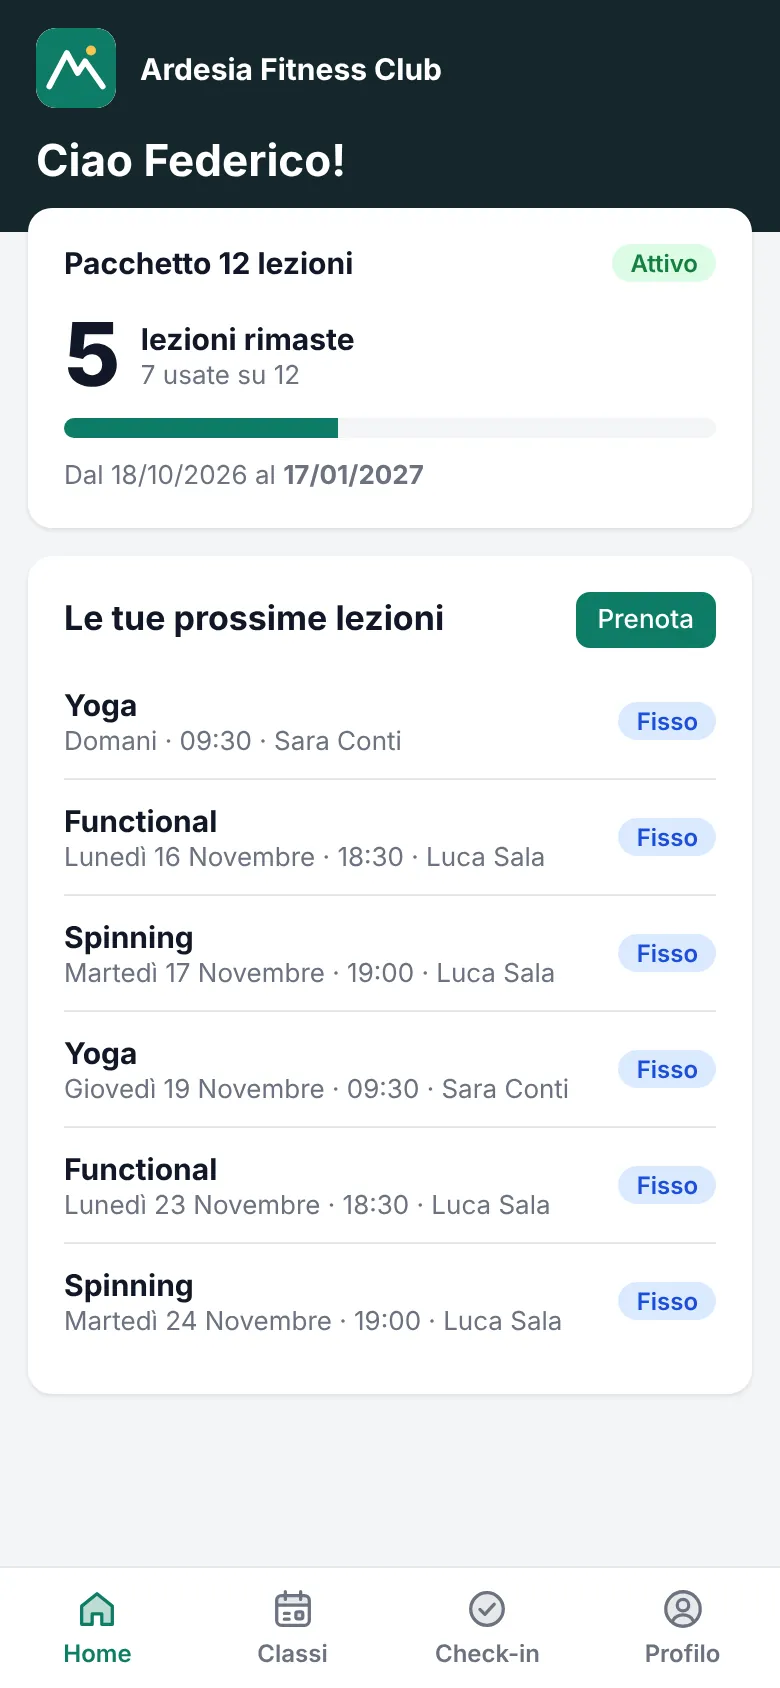 Ardesia Fitness Club
Ciao Federico!
Pacchetto 12 lezioni
Attivo
5 lezioni rimaste
7 usate su 12
Dal 18/10/2026 al 17/01/2027
Le tue prossime lezioni
Prenota
Yoga
Domani · 09:30 · Sara Conti
Fisso
Functional
Lunedì 16 Novembre · 18:30 · Luca Sala
Fisso
Spinning
Martedì 17 Novembre · 19:00 · Luca Sala
Fisso
Yoga
Giovedì 19 Novembre · 09:30 · Sara Conti
Fisso
Functional
Lunedì 23 Novembre · 18:30 · Luca Sala
Fisso
Spinning
Martedì 24 Novembre · 19:00 · Luca Sala
Fisso
Home
Classi
Check-in
Profilo